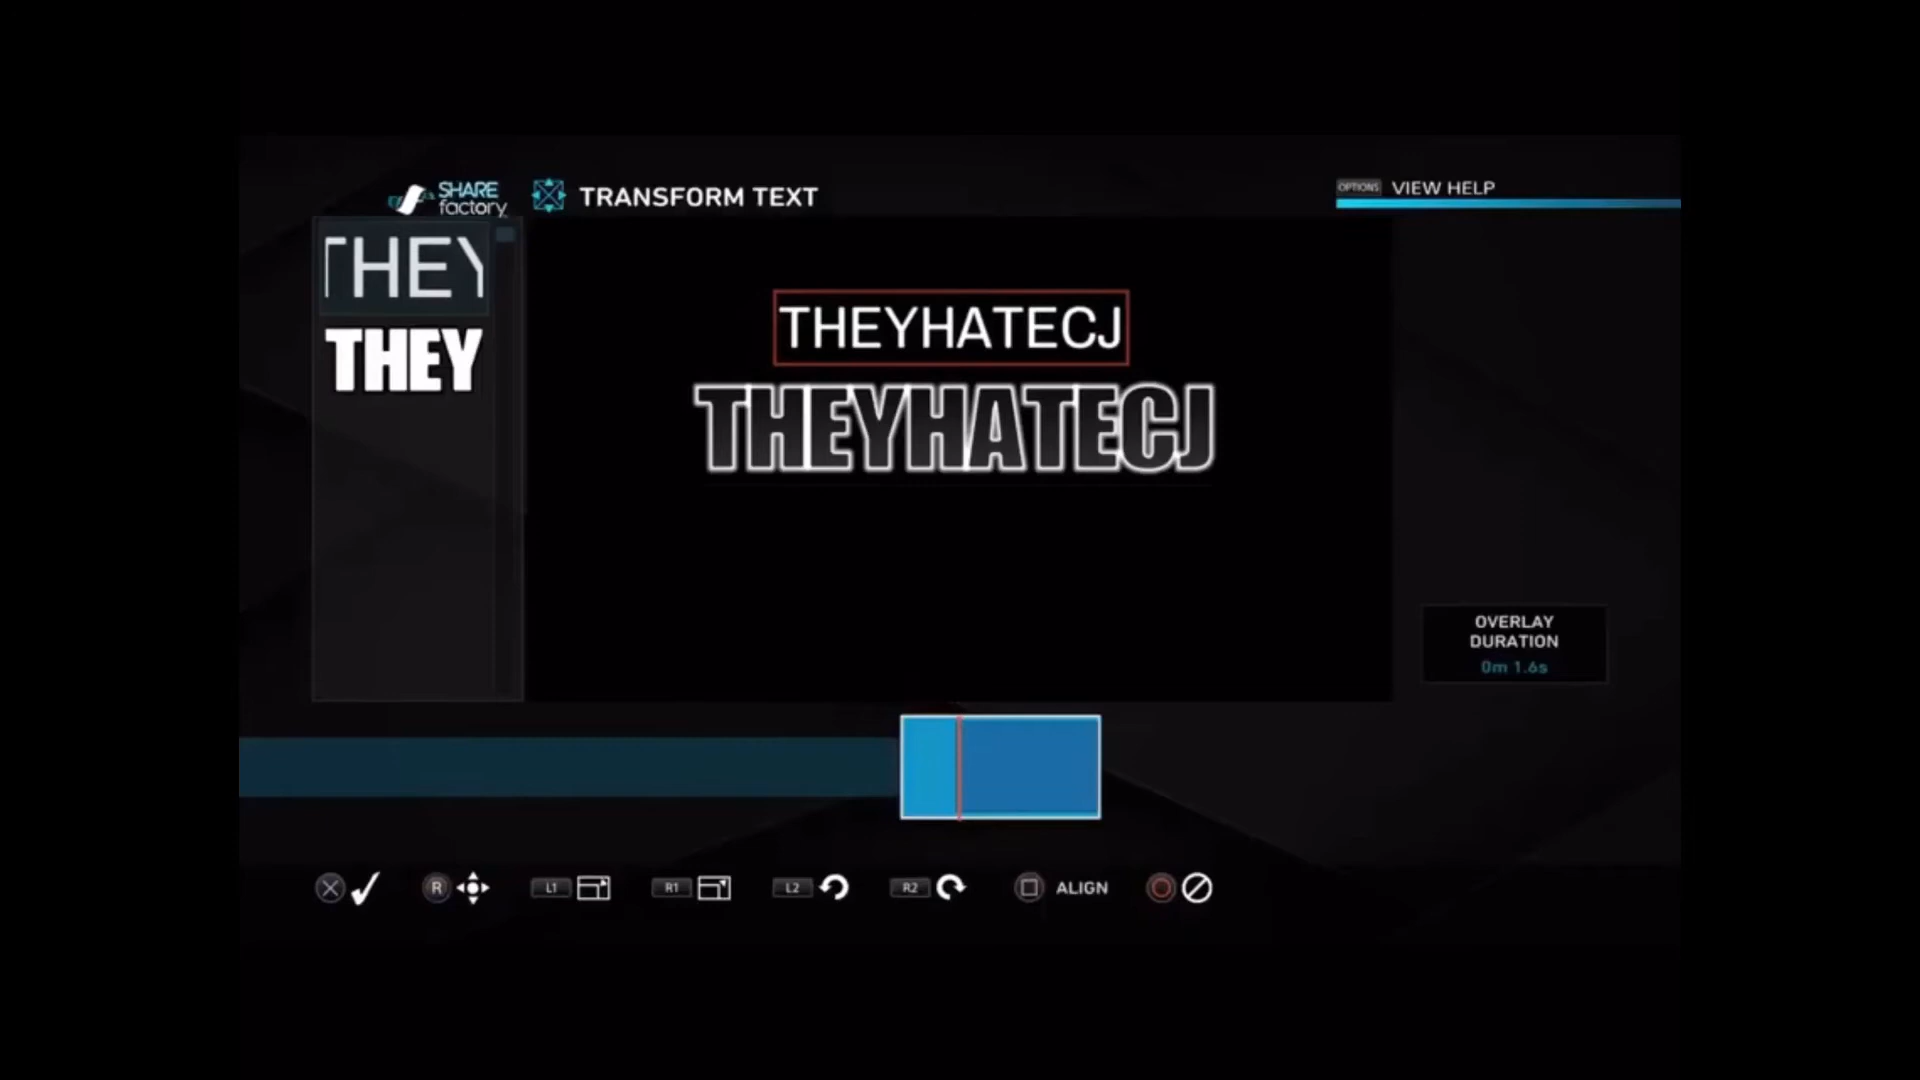 SHARE
factory
TRANSFORM TEXT
OPTIONS VIEW HELP
THEY
THEY
THEYHATECJ
THEYHATECJ
OVERLAY
DURATION
0m 1.6s
R L1 R1 L2 R2 ALIGN